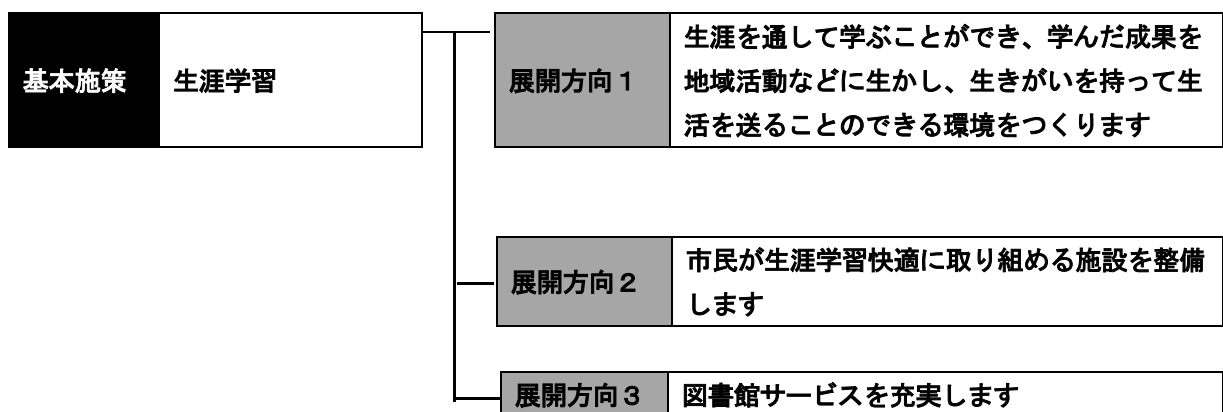 基本施策 生涯学習
展開方向1
生涯を通して学ぶことができ、学んだ成果を
地域活動などに生かし、生きがいを持って生
活を送ることのできる環境をつくります
展開方向2
市民が生涯学習快適に取り組める施設を整備
します
展開方向3 図書館サービスを充実します